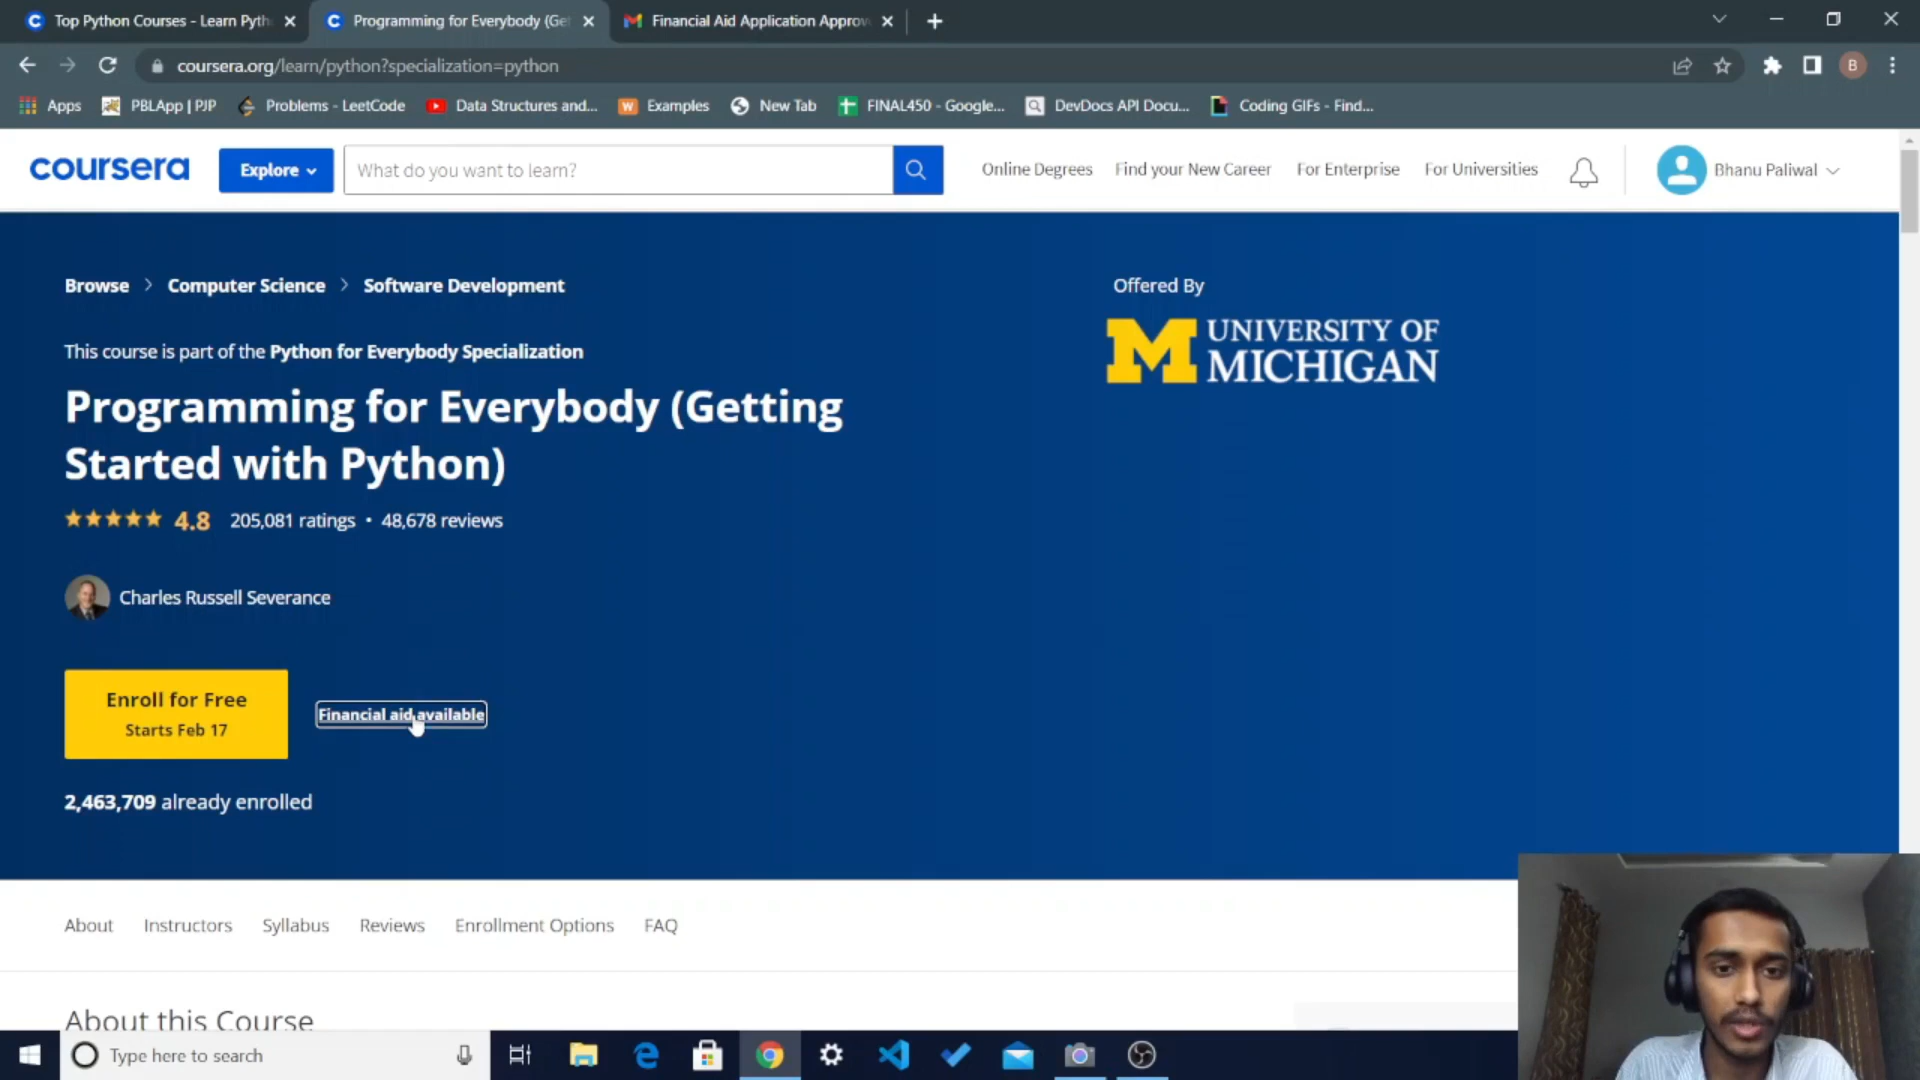 Top Python Courses - Learn Pyth
Programming for Everybody (Ge
Financial Aid Application Approv
coursera.org/learn/python?specialization=python
B
Apps
PBLApp | PJP
Problems - LeetCode
Data Structures and...
Examples
New Tab
FINAL450 - Google...
DevDocs API Docu...
Coding GIFs - Find...
coursera
Explore
What do you want to learn?
Online Degrees
Find your New Career
For Enterprise
For Universities
Bhanu Paliwal
Browse > Computer Science > Software Development
Offered By
M UNIVERSITY OF
MICHIGAN
This course is part of the Python for Everybody Specialization
Programming for Everybody (Getting
Started with Python)
4.8 205,081 ratings • 48,678 reviews
Charles Russell Severance
Enroll for Free
Starts Feb 17
Financial aid available
2,463,709 already enrolled
About
Instructors
Syllabus
Reviews
Enrollment Options
FAQ
About this Course
Type here to search